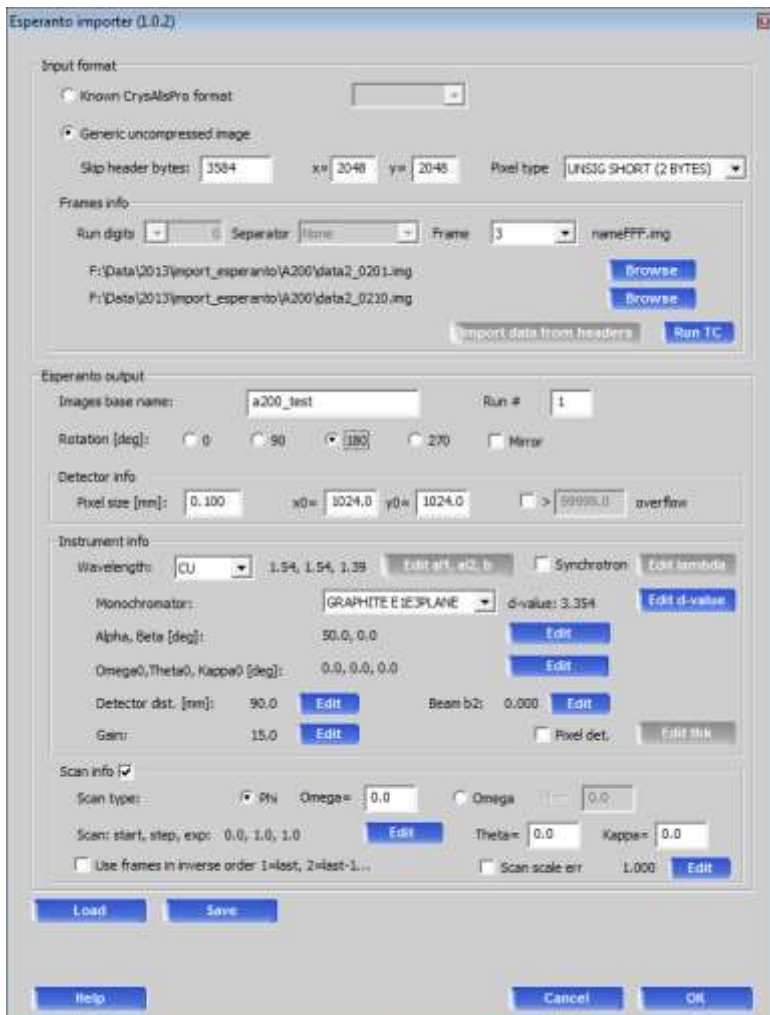 Esperanto importer (1.0.2)
Input format
Known CrysAlisPro format
Generic uncompressed image
Skip header bytes: 3584 x= 2048 y= 2048 Pixel type UNSIG SHORT (2 BYTES)
Frames info
Run digits 0 Separator None Frame 3 nameFFF.img
F:\Data\2013\import_esperanto\A200\data2_0201.img Browse
F:\Data\2013\import_esperanto\A200\data2_0210.img Browse
Import data from headers Run TC
Esperanto output
Images base name: a200_test Run # 1
Rotation [deg]: 0 90 180 270 Mirror
Detector info
Pixel size [mm]: 0.100 x0= 1024.0 y0= 1024.0 > overflow
Instrument info
Wavelength: CU 1.54, 1.54, 1.39 Edit al1, al2, b Synchrotron Edit lambda
Monochromator: GRAPHITE E1E3PLANE d-value: 3.354 Edit d-value
Alpha, Beta [deg]: 50.0, 0.0 Edit
Omega0,Theta0, Kappa0 [deg]: 0.0, 0.0, 0.0 Edit
Detector dist. [mm]: 90.0 Edit Beam b2: 0.000 Edit
Gain: 15.0 Edit Pixel det. Edit thk
Scan info
Scan type: Phi Omega= 0.0 Omega 0.0
Scan: start, step, exp: 0.0, 1.0, 1.0 Edit Theta= 0.0 Kappa= 0.0
Use frames in inverse order 1=last, 2=last-1... Scan scale err 1.000 Edit
Load Save
Help Cancel OK